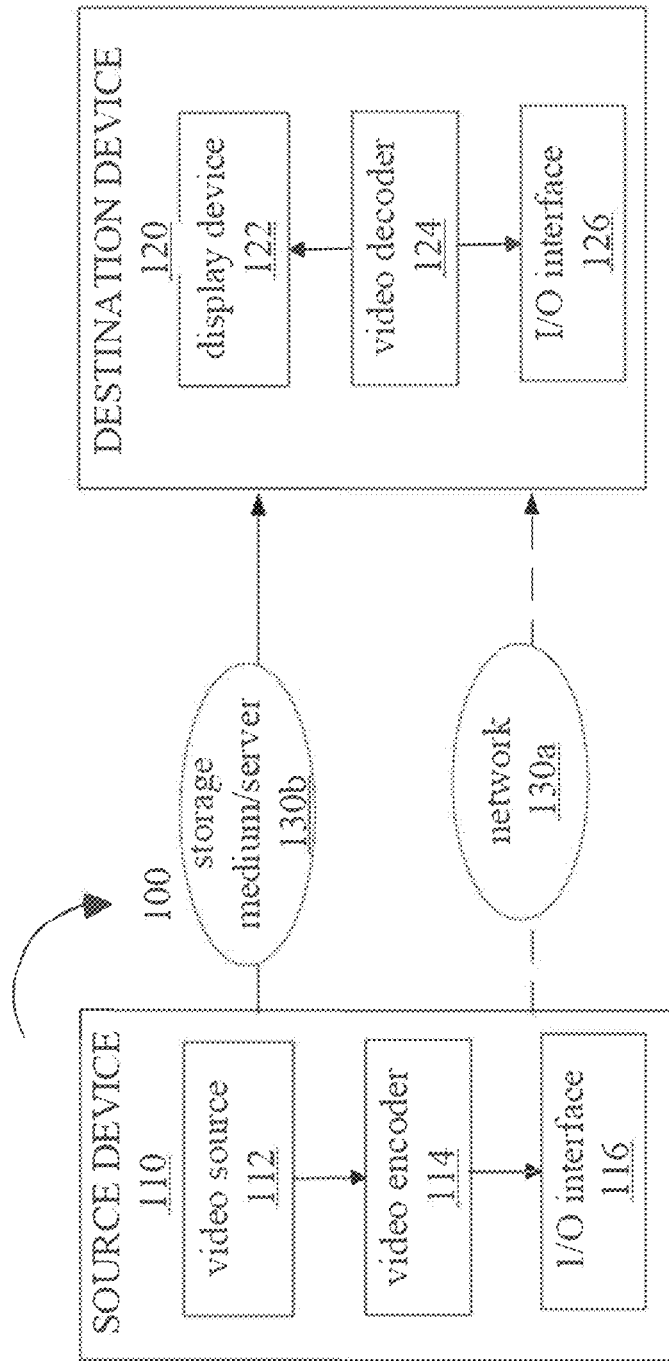 100
SOURCE DEVICE
110
video source
112
video encoder
114
I/O interface
116
storage
medium/server
130b
network
130a
DESTINATION DEVICE
120
display device
122
video decoder
124
I/O interface
126